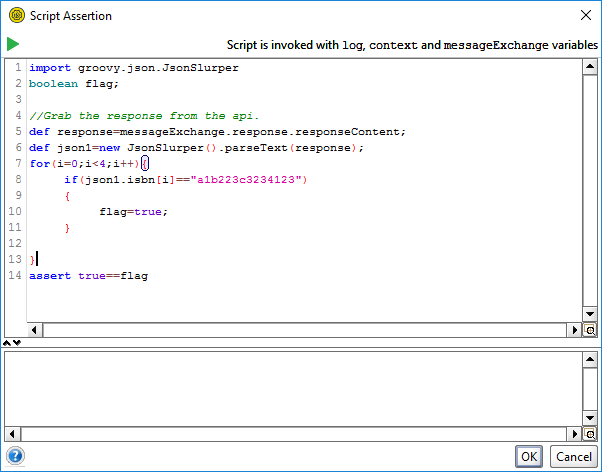 Script Assertion
Script is invoked with log, context and messageExchange variables
1 import groovy.json.JsonSlurper
2 boolean flag;
3
4 //Grab the response from the api.
5 def response=messageExchange.response.responseContent;
6 def json1=new JsonSlurper().parseText(response);
7 for(i=0;i<4;i++){
8 if(json1.isbn[i]=="a1b223c3234123")
9 {
10 flag=true;
11 }
12
13 }
14 assert true==flag
?
OK
Cancel